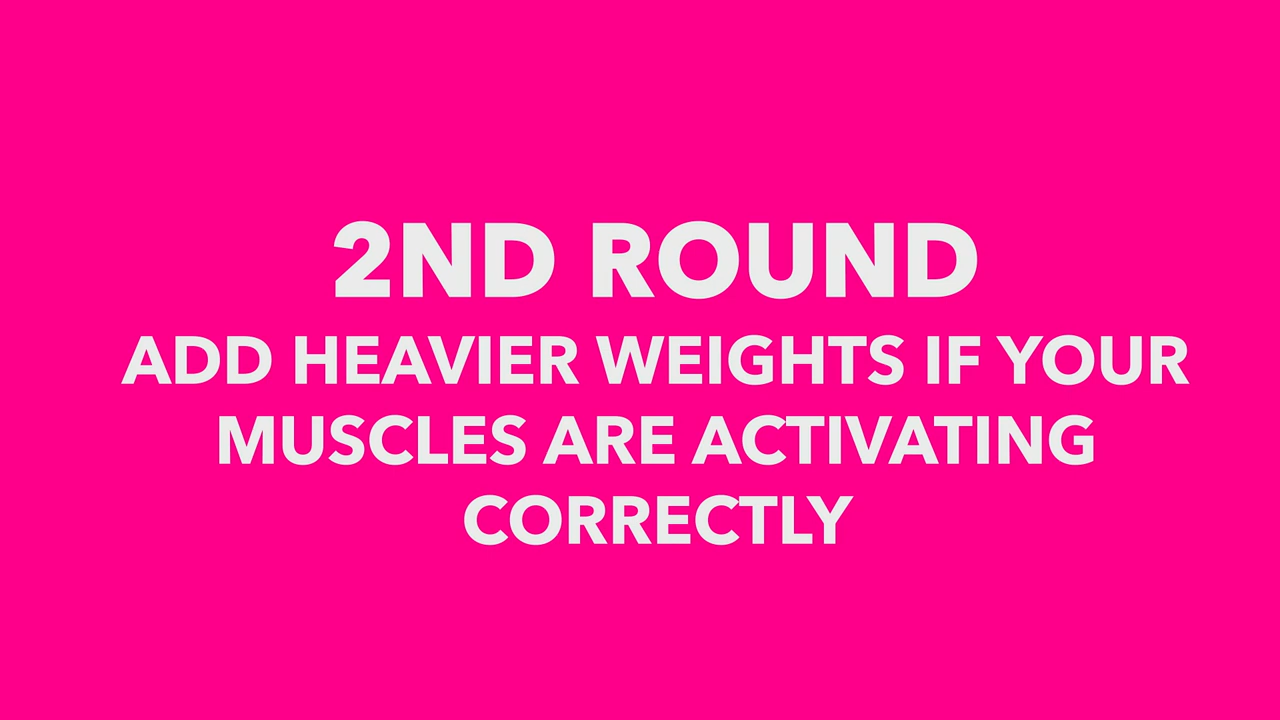 2ND ROUND
ADD HEAVIER WEIGHTS IF YOUR
MUSCLES ARE ACTIVATING
CORRECTLY